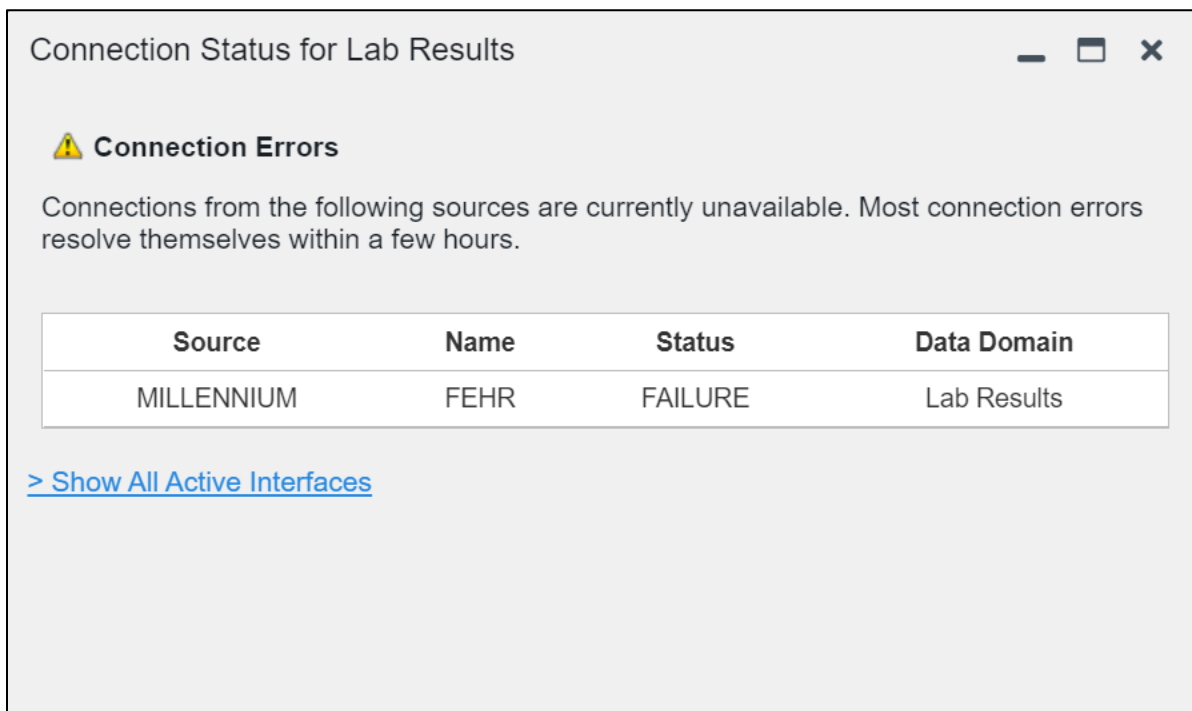 Connection Status for Lab Results
Connection Errors
Connections from the following sources are currently unavailable. Most connection errors
resolve themselves within a few hours.
Source Name Status Data Domain
MILLENNIUM FEHR FAILURE Lab Results
> Show All Active Interfaces